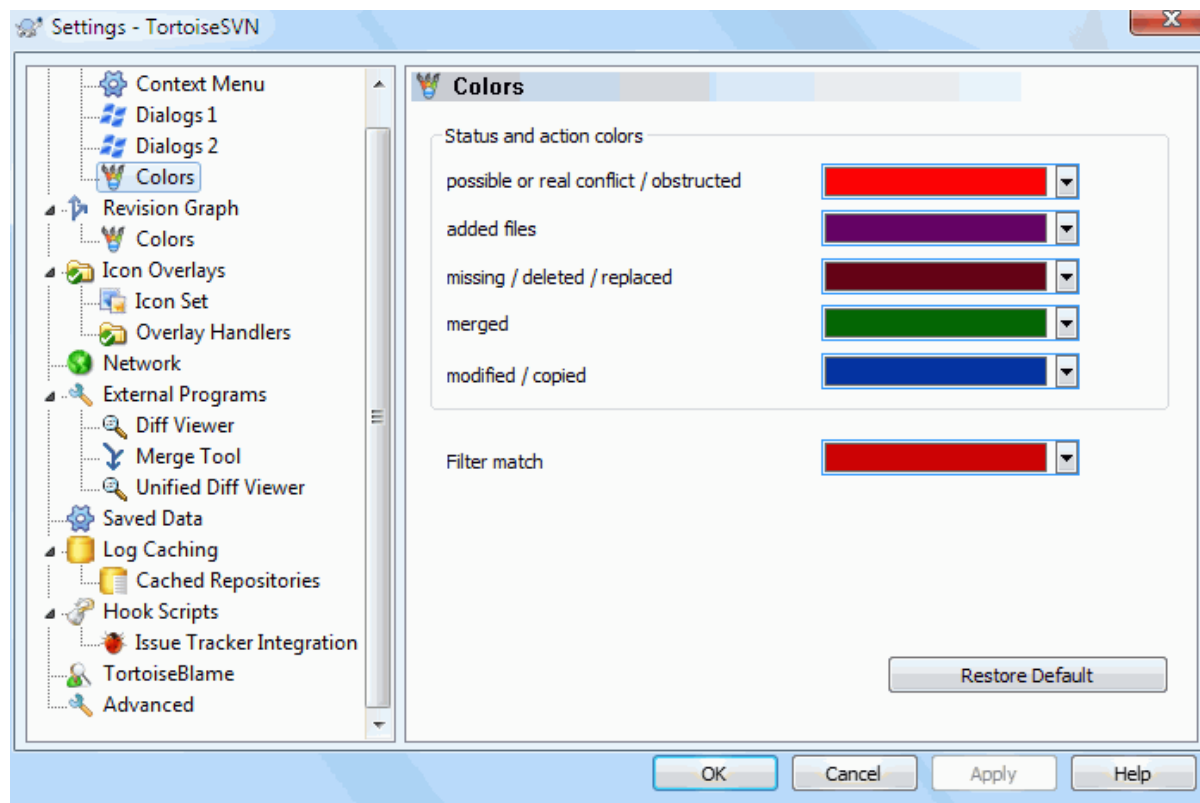 Settings - TortoiseSVN
Context Menu
Dialogs 1
Dialogs 2
Colors
Revision Graph
Colors
Icon Overlays
Icon Set
Overlay Handlers
Network
External Programs
Diff Viewer
Merge Tool
Unified Diff Viewer
Saved Data
Log Caching
Cached Repositories
Hook Scripts
Issue Tracker Integration
TortoiseBlame
Advanced
Colors
Status and action colors
possible or real conflict / obstructed
added files
missing / deleted / replaced
merged
modified / copied
Filter match
Restore Default
OK
Cancel
Apply
Help